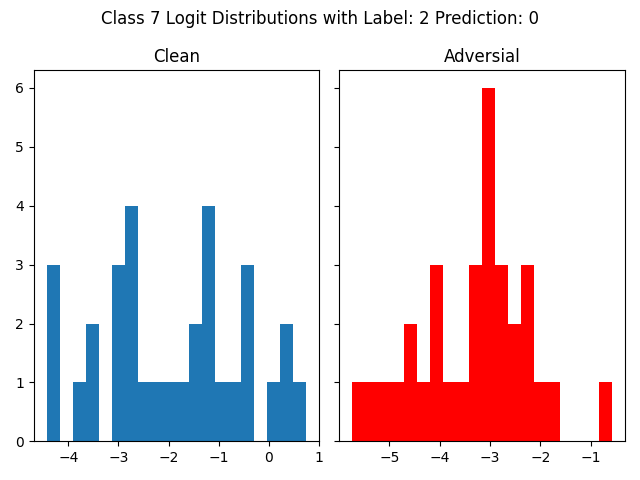 Class 7 Logit Distributions with Label: 2 Prediction: 0
Clean
Adversial
6
5
4
3
2
1
0
−4 −3 −2 −1 0 1
−5 −4 −3 −2 −1